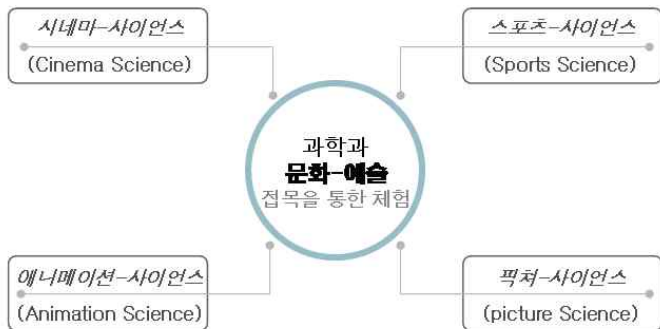 시네마-사이언스
(Cinema Science)
스포츠-사이언스
(Sports Science)
과학과
문화-예술
접목을 통한 체험
애니메이션-사이언스
(Animation Science)
픽쳐-사이언스
(picture Science)